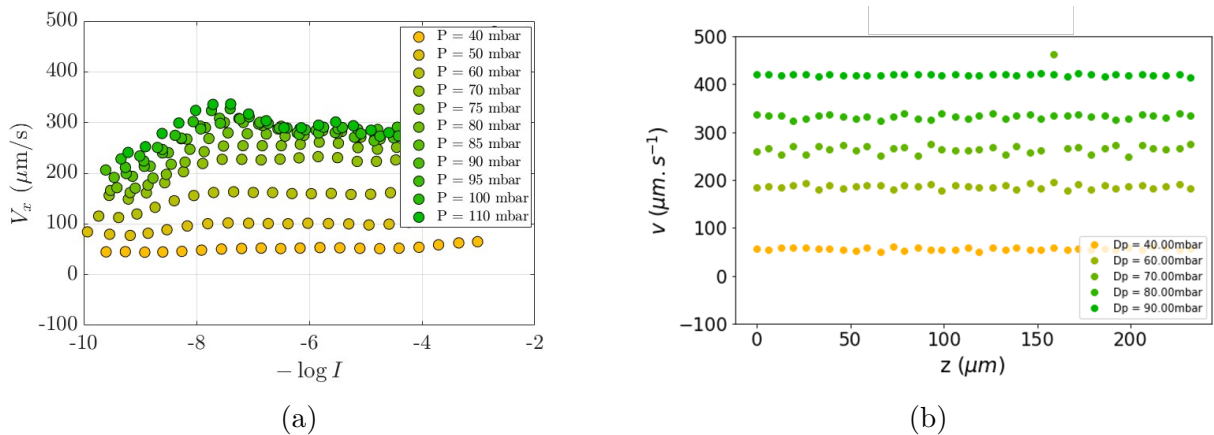 500
400
300
200
100
0
-100
V_x (μm/s)
P = 40 mbar
P = 50 mbar
P = 60 mbar
P = 70 mbar
P = 75 mbar
P = 80 mbar
P = 85 mbar
P = 90 mbar
P = 95 mbar
P = 100 mbar
P = 110 mbar
-10 -8 -6 -4 -2
− log I
(a)
500
400
300
200
100
0
−100
v (μm.s⁻¹)
Dp = 40.00mbar
Dp = 60.00mbar
Dp = 70.00mbar
Dp = 80.00mbar
Dp = 90.00mbar
0 50 100 150 200
z (μm)
(b)